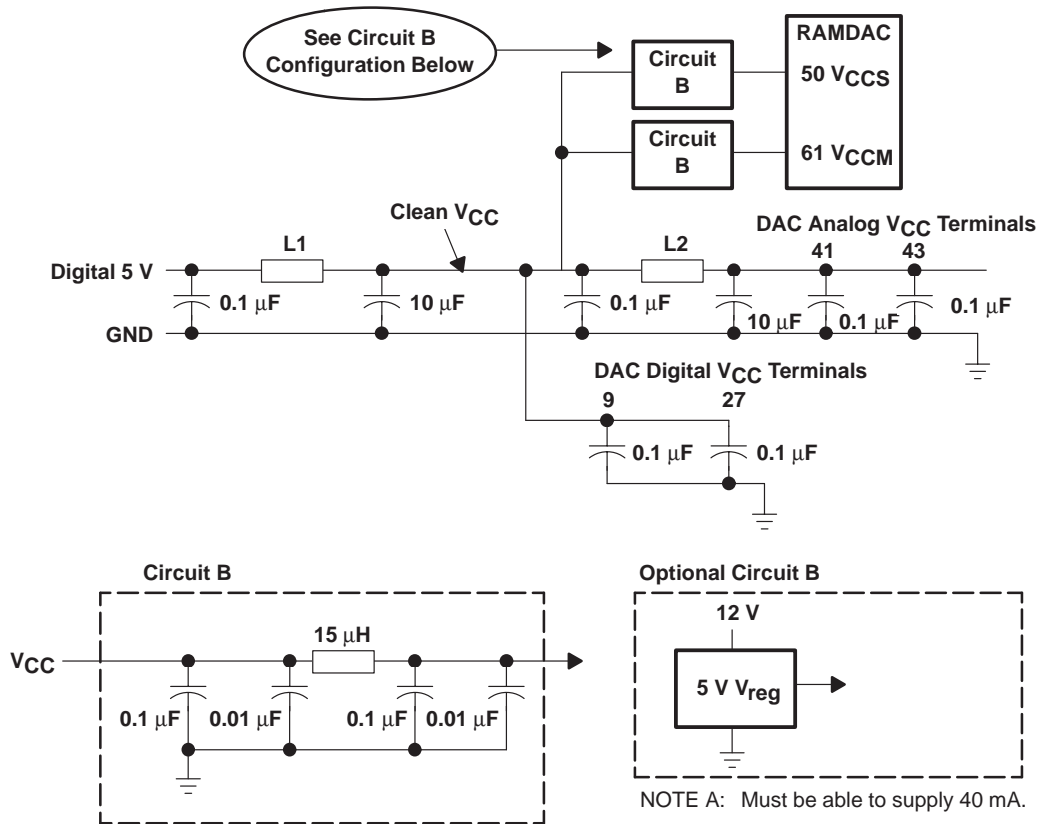 See Circuit B
Configuration Below
Circuit
B
RAMDAC
50 VCCS
Circuit
B
61 VCCM
Clean VCC
DAC Analog VCC Terminals
L1
L2
41
43
Digital 5 V
0.1 µF
10 µF
0.1 µF
10 µF
0.1 µF
0.1 µF
GND
DAC Digital VCC Terminals
9
27
0.1 µF
0.1 µF
Circuit B
VCC
15 µH
0.1 µF
0.01 µF
0.1 µF
0.01 µF
Optional Circuit B
12 V
5 V Vreg
NOTE A: Must be able to supply 40 mA.